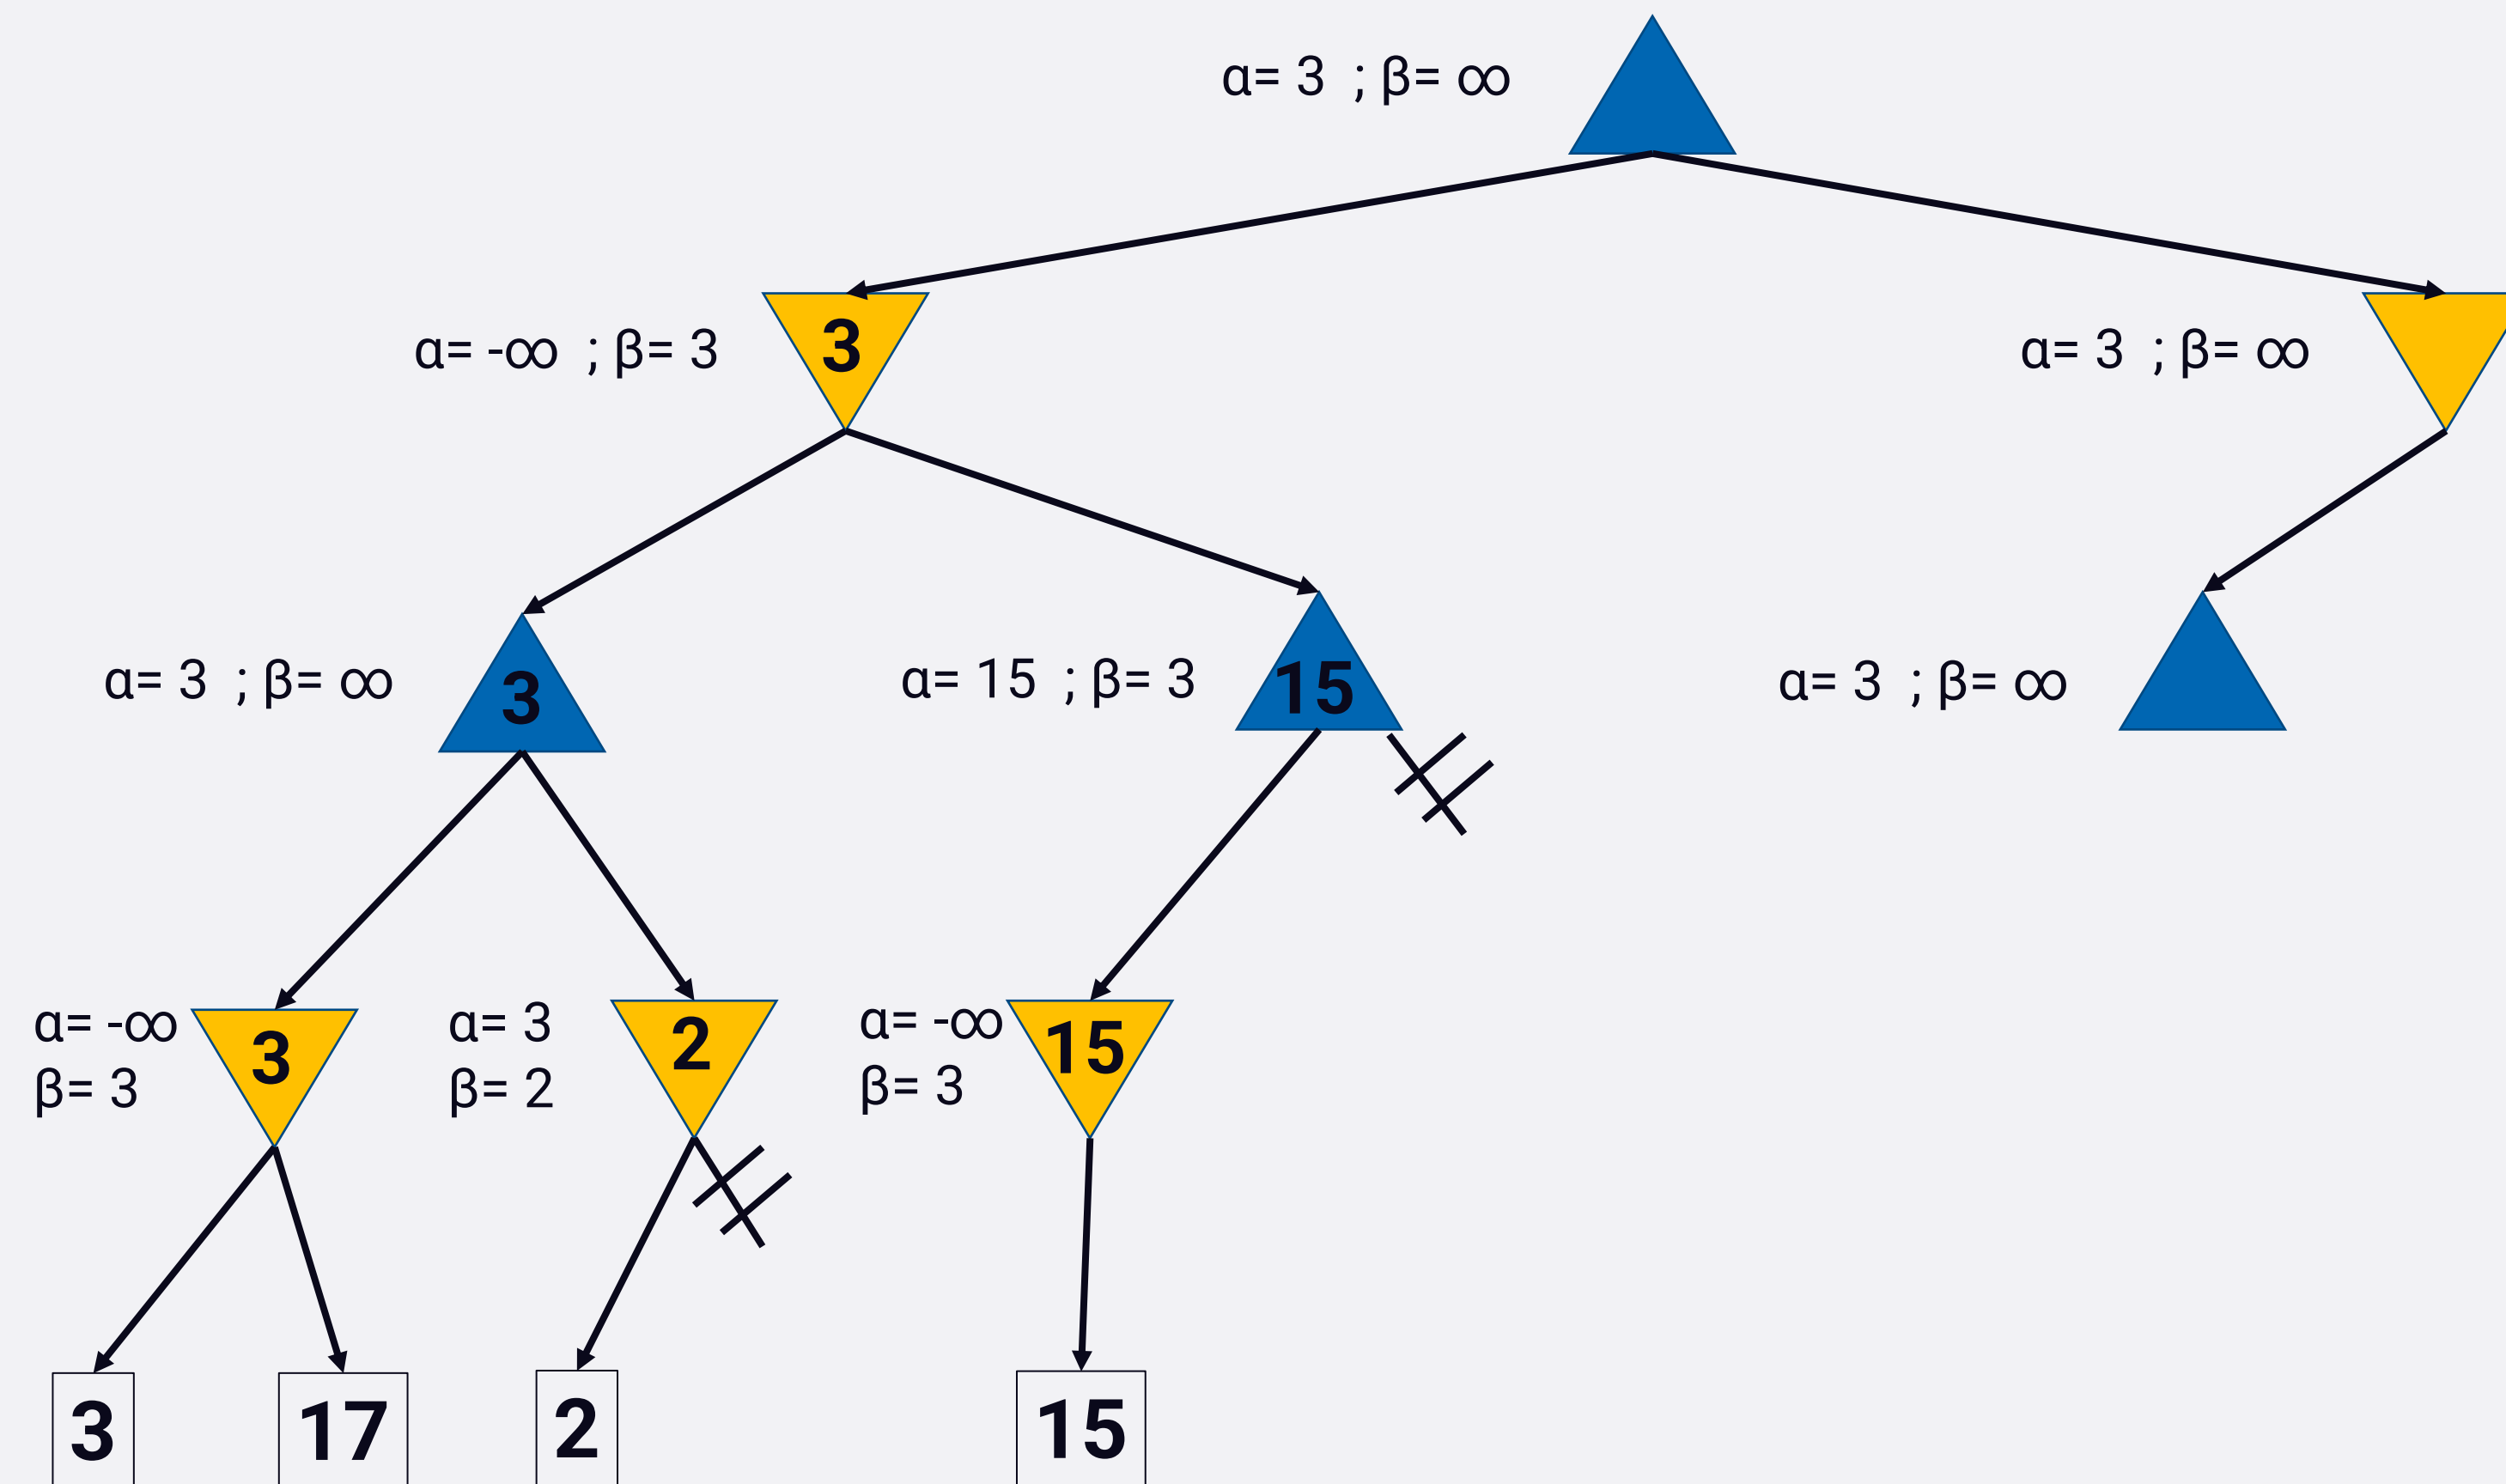 α= 3 ; β= ∞
α= -∞ ; β= 3
3
α= 3 ; β= ∞
α= 3 ; β= ∞
3
α= 15 ; β= 3
15
α= 3 ; β= ∞
α= -∞
β= 3
3
α= 3
β= 2
2
α= -∞
β= 3
15
3
17
2
15